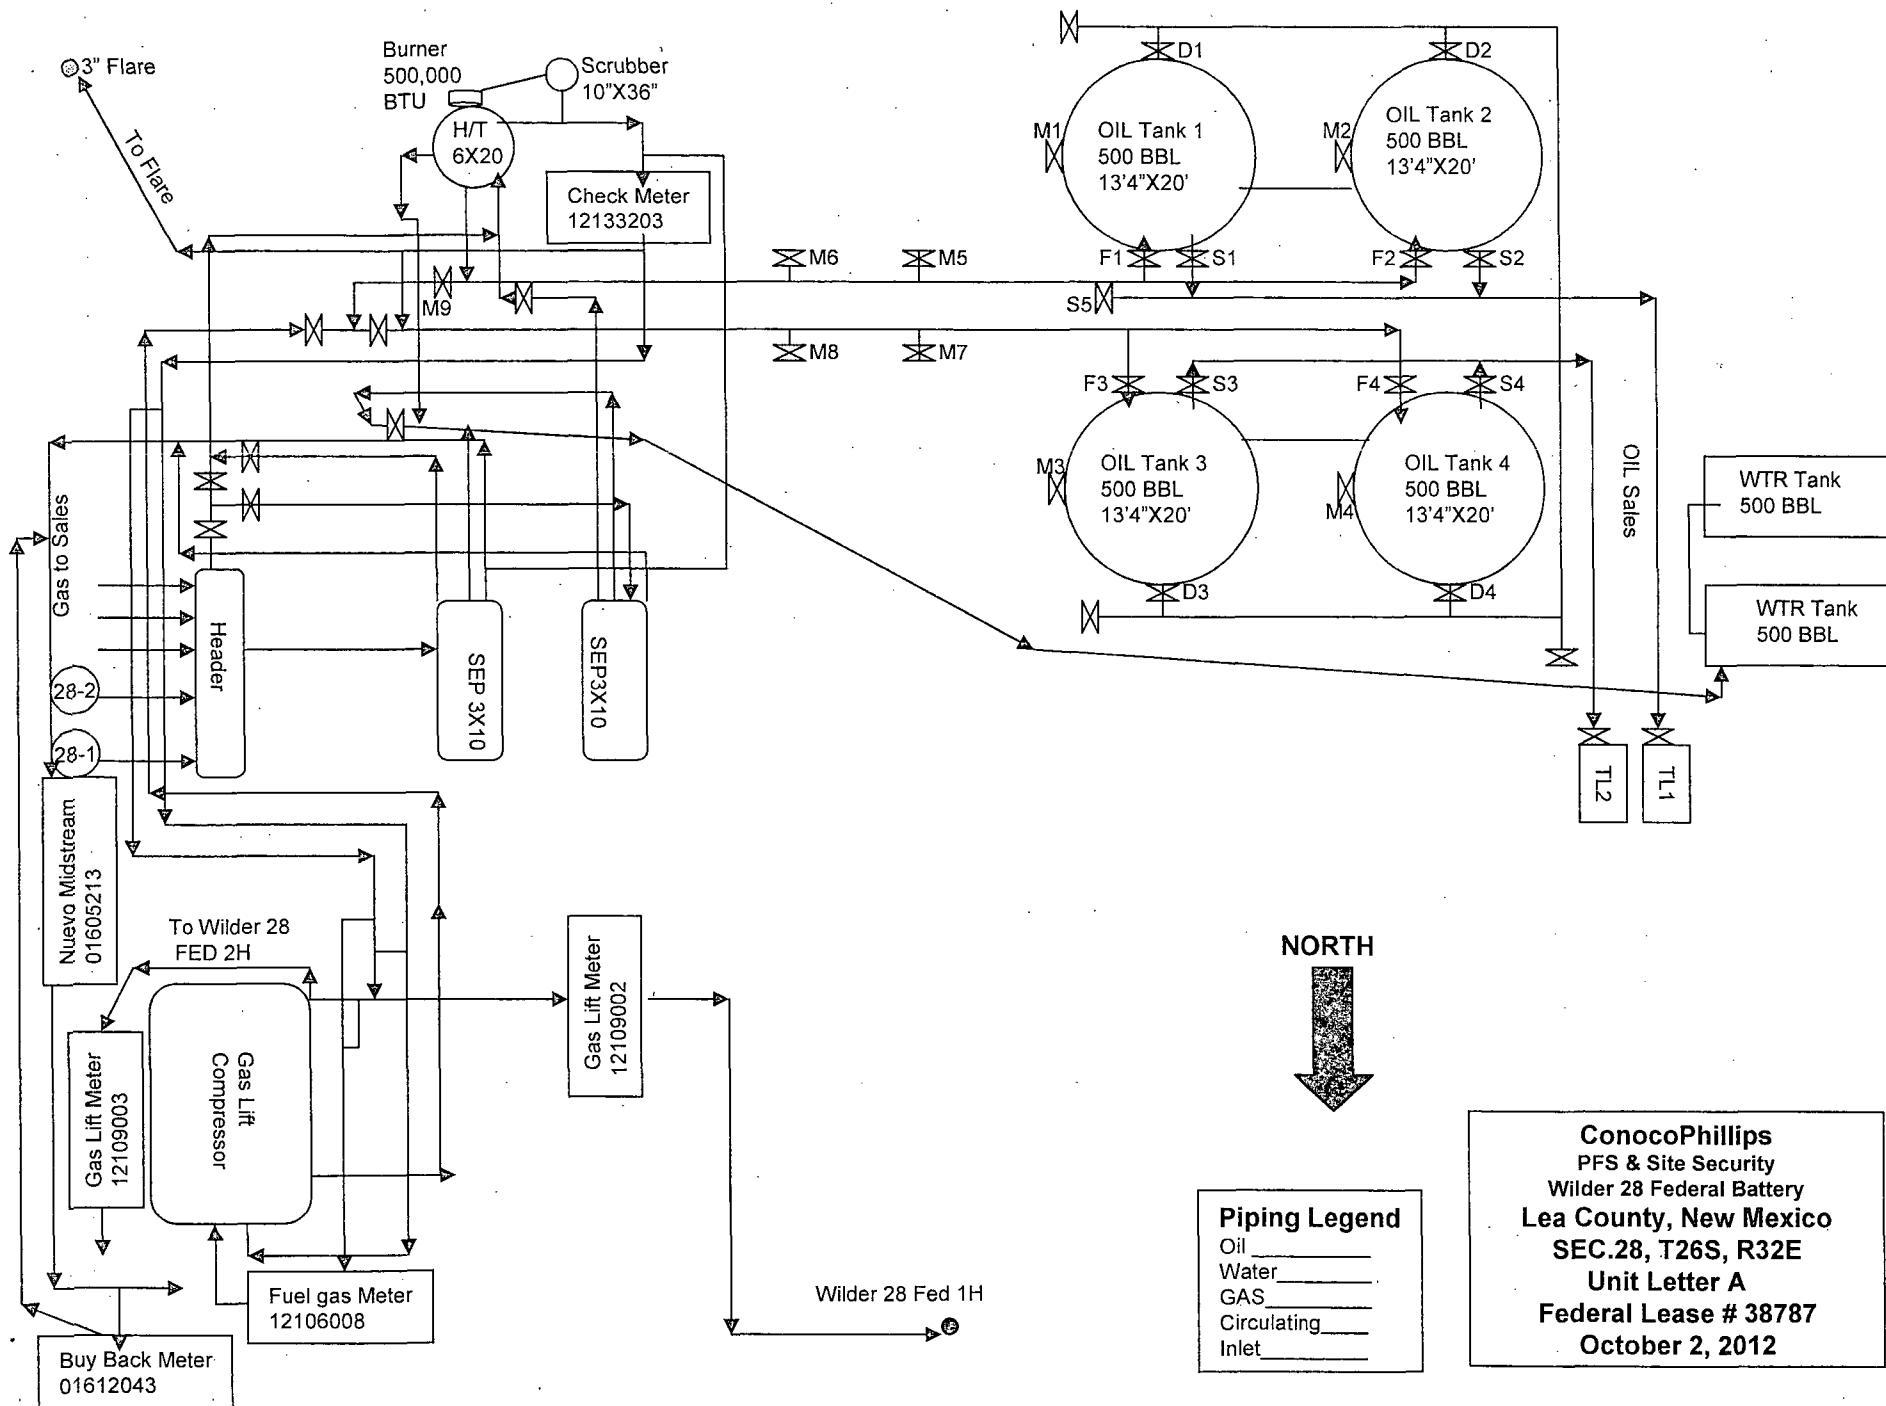 3" Flare
To Flare
Burner
500,000
BTU
Scrubber
10"X36"
H/T
6X20
Check Meter
12133203
D1
D2
M1
OIL Tank 1
500 BBL
13'4"X20'
M2
OIL Tank 2
500 BBL
13'4"X20'
M6
M5
F1
S1
F2
S2
M9
S5
M8
M7
F3
S3
F4
S4
M3
OIL Tank 3
500 BBL
13'4"X20'
M4
OIL Tank 4
500 BBL
13'4"X20'
D3
D4
OIL Sales
WTR Tank
500 BBL
WTR Tank
500 BBL
TL2
TL1
Gas to Sales
Header
SEP 3X10
SEP3X10
28-2
28-1
Nuevo Midstream
01605213
To Wilder 28
FED 2H
Gas Lift Meter
12109003
Gas Lift
Compressor
Gas Lift Meter
12109002
Fuel gas Meter
12106008
Buy Back Meter
01612043
Wilder 28 Fed 1H
NORTH
Piping Legend
Oil
Water
GAS
Circulating
Inlet
ConocoPhillips
PFS & Site Security
Wilder 28 Federal Battery
Lea County, New Mexico
SEC.28, T26S, R32E
Unit Letter A
Federal Lease # 38787
October 2, 2012